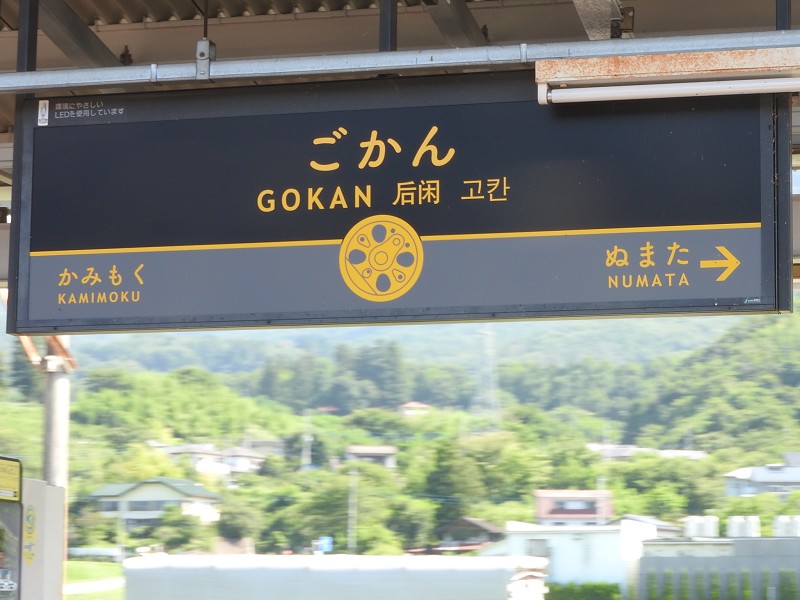 環境にやさしい
LEDを使用しています
ごかん
GOKAN 后闲 고칸
かみもく
KAMIMOKU
ぬまた
NUMATA